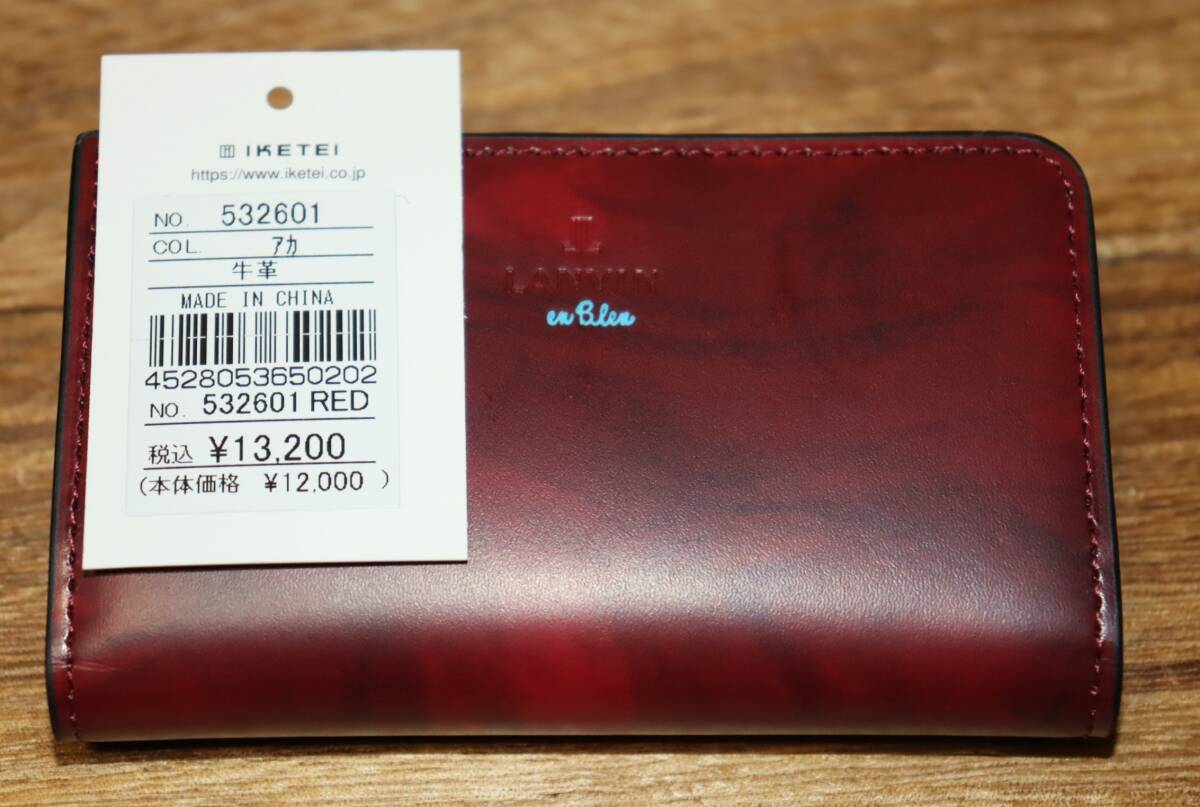 IKETEI
https://www.iketei.co.jp
NO. 532601
COL. アカ
牛革
MADE IN CHINA
4528053650202
NO. 532601 RED
税込 ¥13,200
(本体価格 ¥12,000 )
LANVIN
en Bleu